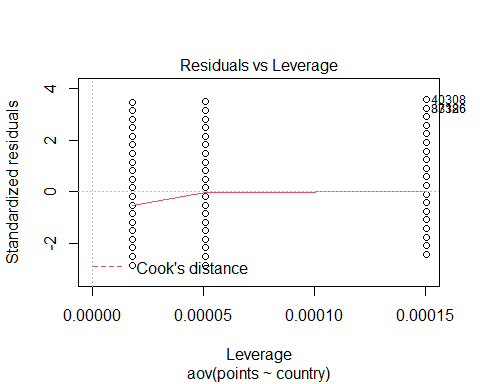 Residuals vs Leverage
Standardized residuals
4
2
0
-2
40308
Cook's distance
0.00000
0.00005
0.00010
0.00015
Leverage
aov(points ~ country)